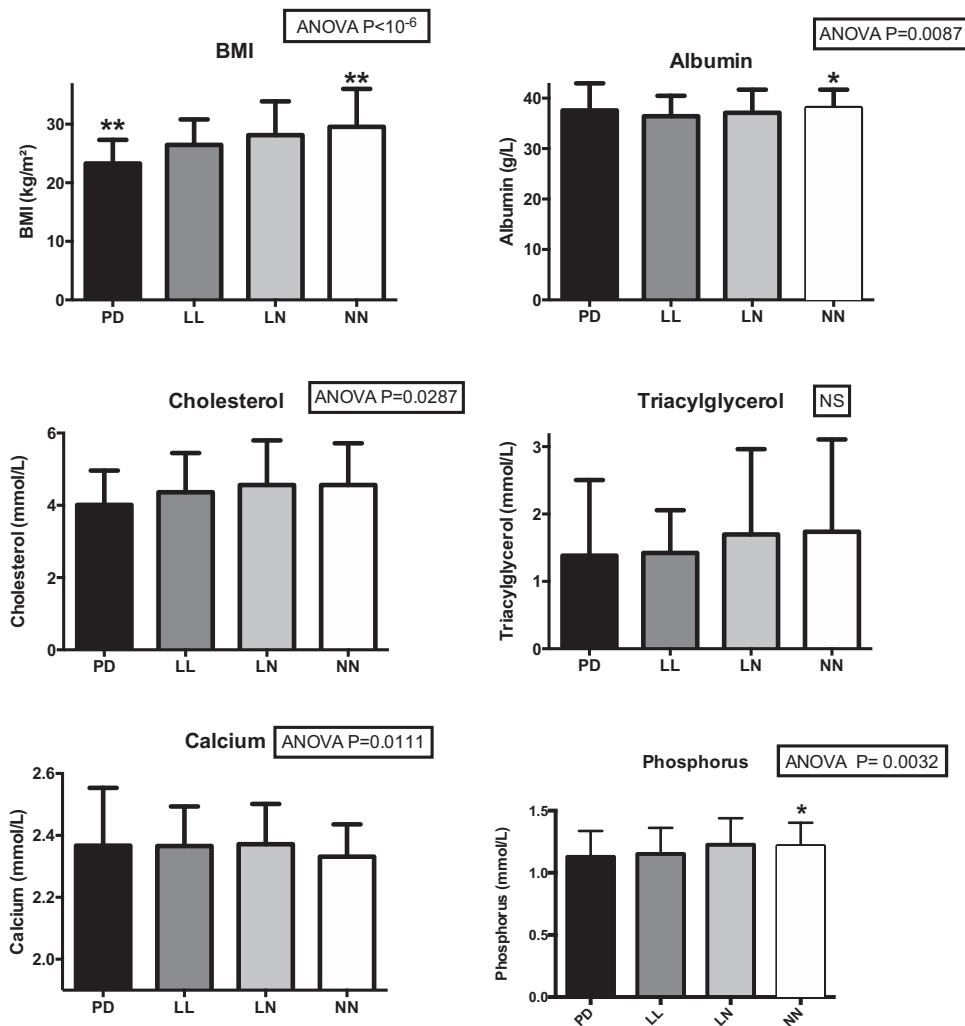 ANOVA P<10⁻⁶
BMI
**
**
BMI (kg/m²)
30
20
10
0
PD LL LN NN
ANOVA P=0.0087
Albumin
*
Albumin (g/L)
40
30
20
10
0
PD LL LN NN
Cholesterol
ANOVA P=0.0287
Cholesterol (mmol/L)
6
4
2
0
PD LL LN NN
Triacylglycerol
NS
Triacylglycerol (mmol/L)
3
2
1
0
PD LL LN NN
Calcium
ANOVA P=0.0111
Calcium (mmol/L)
2.6
2.4
2.2
2.0
PD LL LN NN
Phosphorus
ANOVA P= 0.0032
*
Phosphorus (mmol/L)
1.5
1.0
0.5
0.0
PD LL LN NN